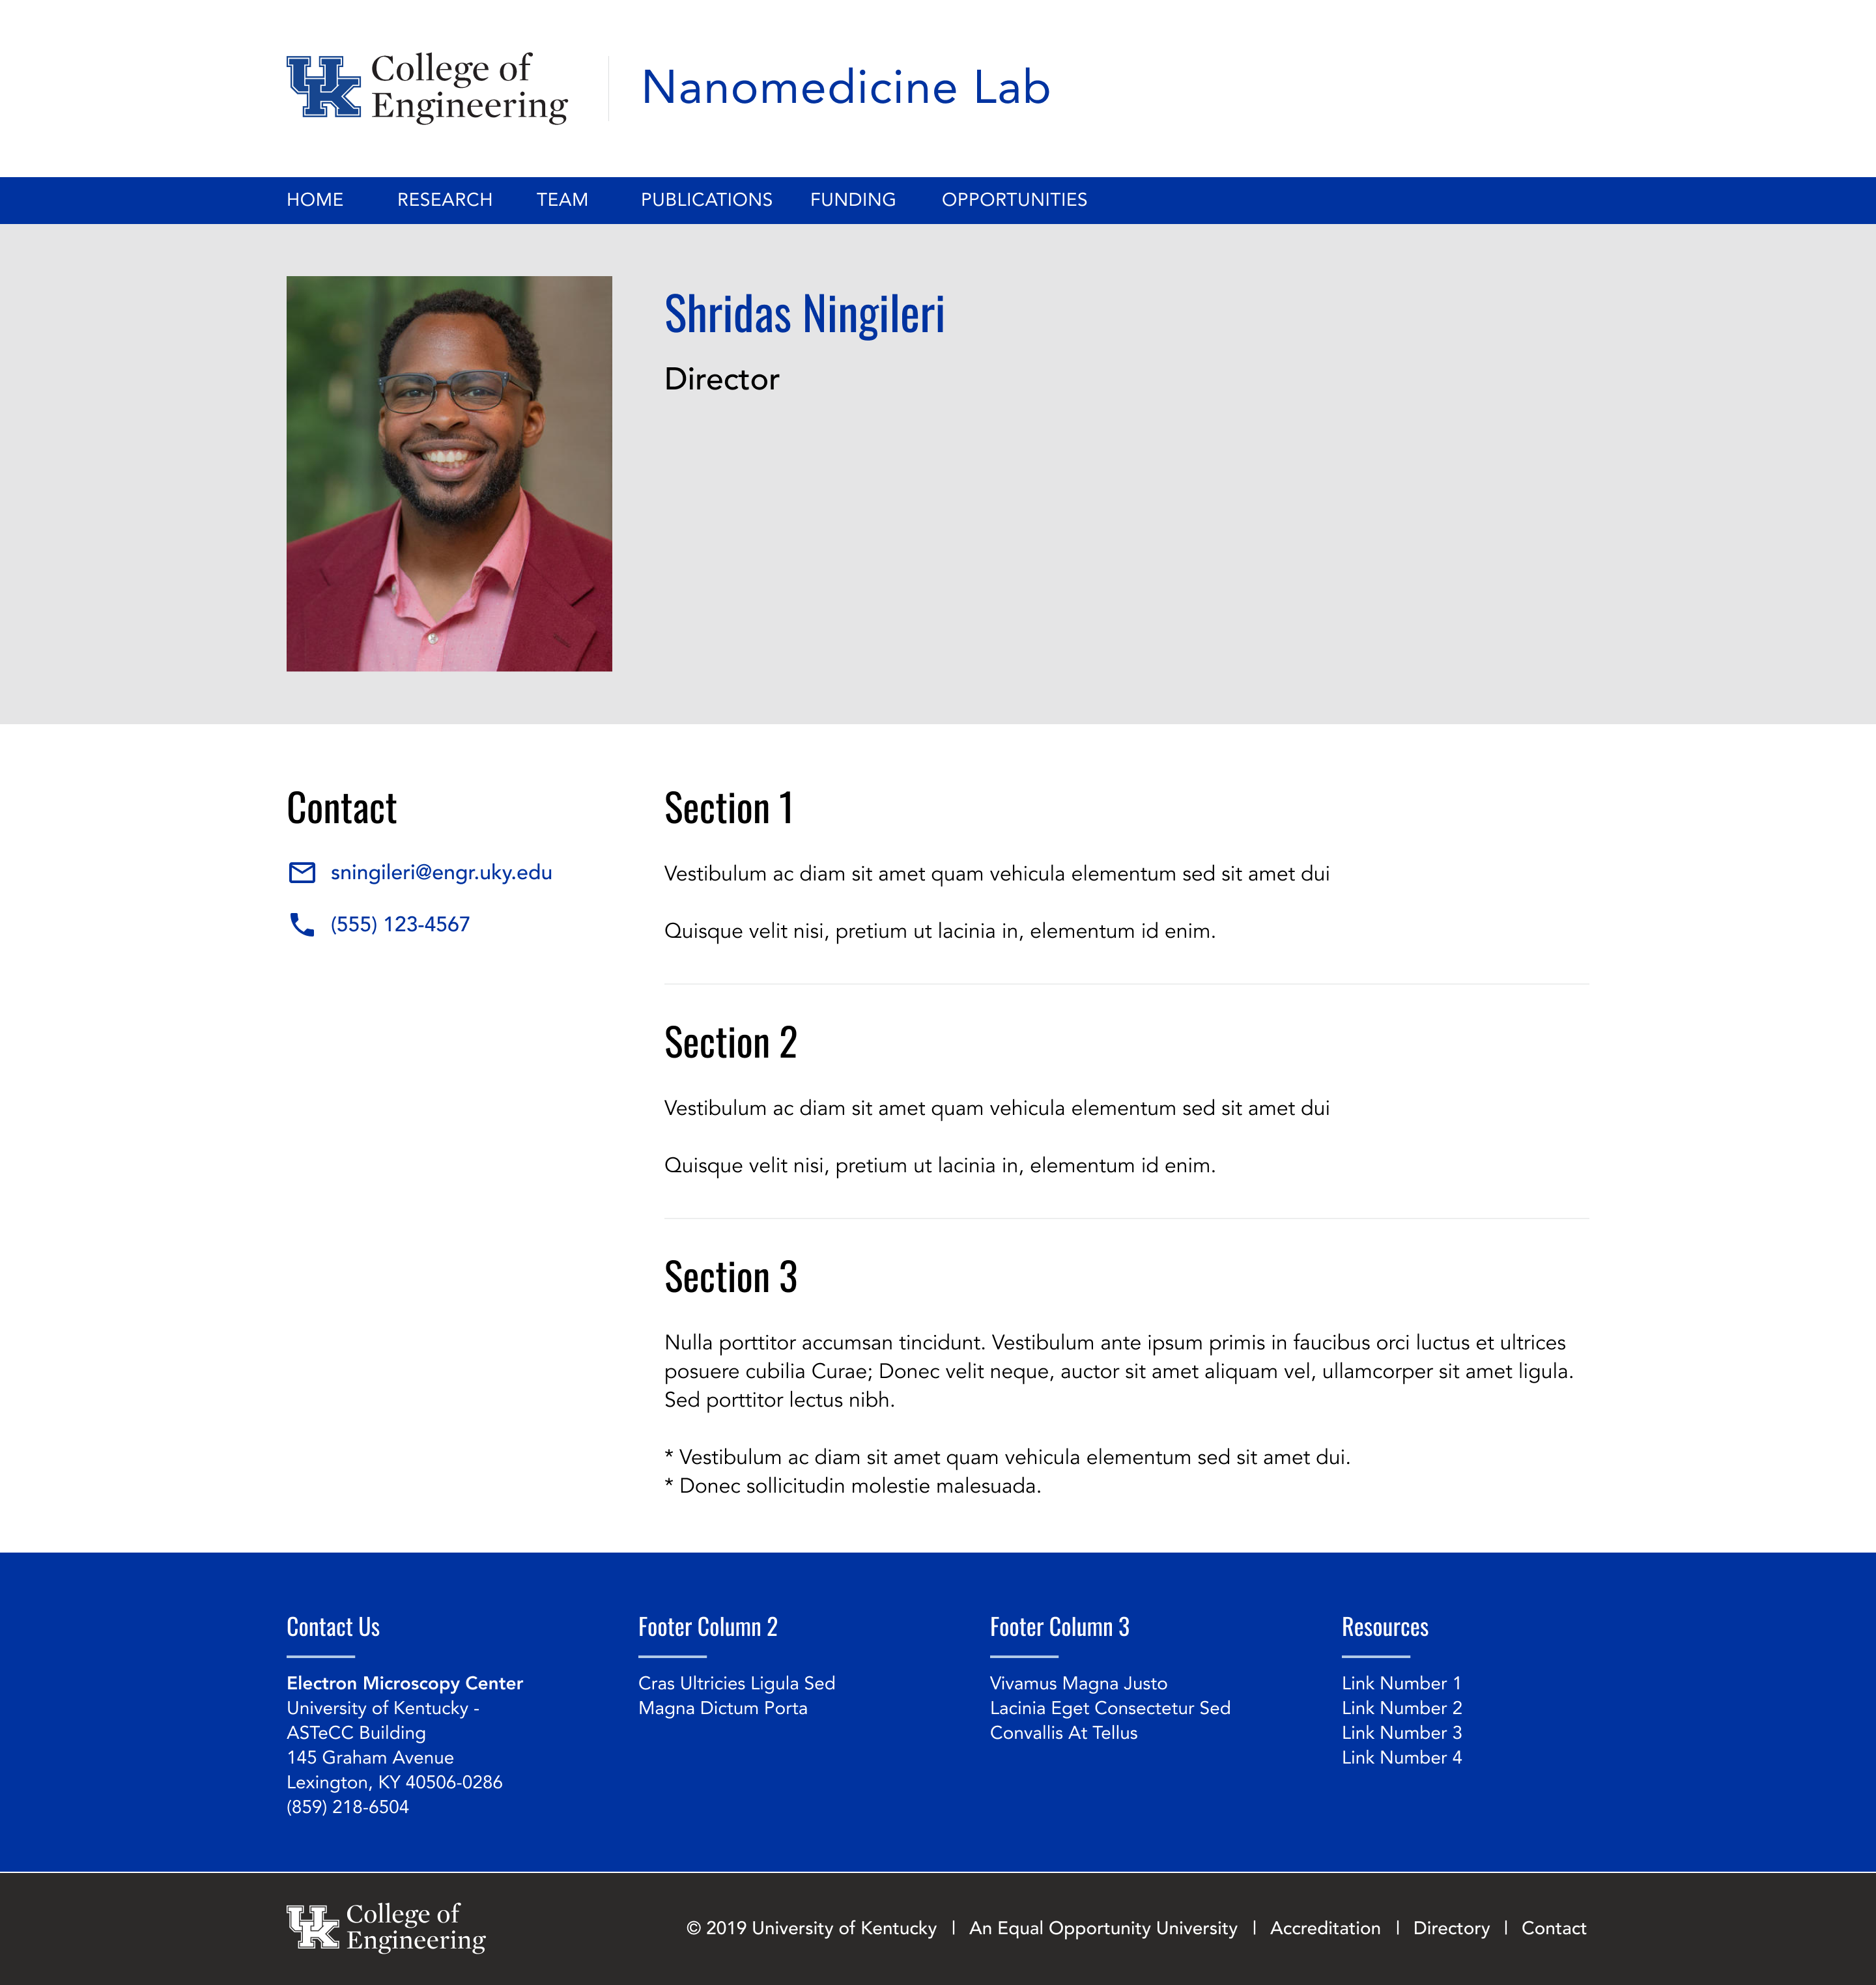 UK College of
Engineering
Nanomedicine Lab
HOME RESEARCH TEAM PUBLICATIONS FUNDING OPPORTUNITIES
Shridas Ningileri
Director
Contact
sningileri@engr.uky.edu
(555) 123-4567
Section 1
Vestibulum ac diam sit amet quam vehicula elementum sed sit amet dui
Quisque velit nisi, pretium ut lacinia in, elementum id enim.
Section 2
Vestibulum ac diam sit amet quam vehicula elementum sed sit amet dui
Quisque velit nisi, pretium ut lacinia in, elementum id enim.
Section 3
Nulla porttitor accumsan tincidunt. Vestibulum ante ipsum primis in faucibus orci luctus et ultrices
posuere cubilia Curae; Donec velit neque, auctor sit amet aliquam vel, ullamcorper sit amet ligula.
Sed porttitor lectus nibh.
* Vestibulum ac diam sit amet quam vehicula elementum sed sit amet dui.
* Donec sollicitudin molestie malesuada.
Contact Us
Electron Microscopy Center
University of Kentucky -
ASTeCC Building
145 Graham Avenue
Lexington, KY 40506-0286
(859) 218-6504
Footer Column 2
Cras Ultricies Ligula Sed
Magna Dictum Porta
Footer Column 3
Vivamus Magna Justo
Lacinia Eget Consectetur Sed
Convallis At Tellus
Resources
Link Number 1
Link Number 2
Link Number 3
Link Number 4
UK College of
Engineering
© 2019 University of Kentucky | An Equal Opportunity University | Accreditation | Directory | Contact